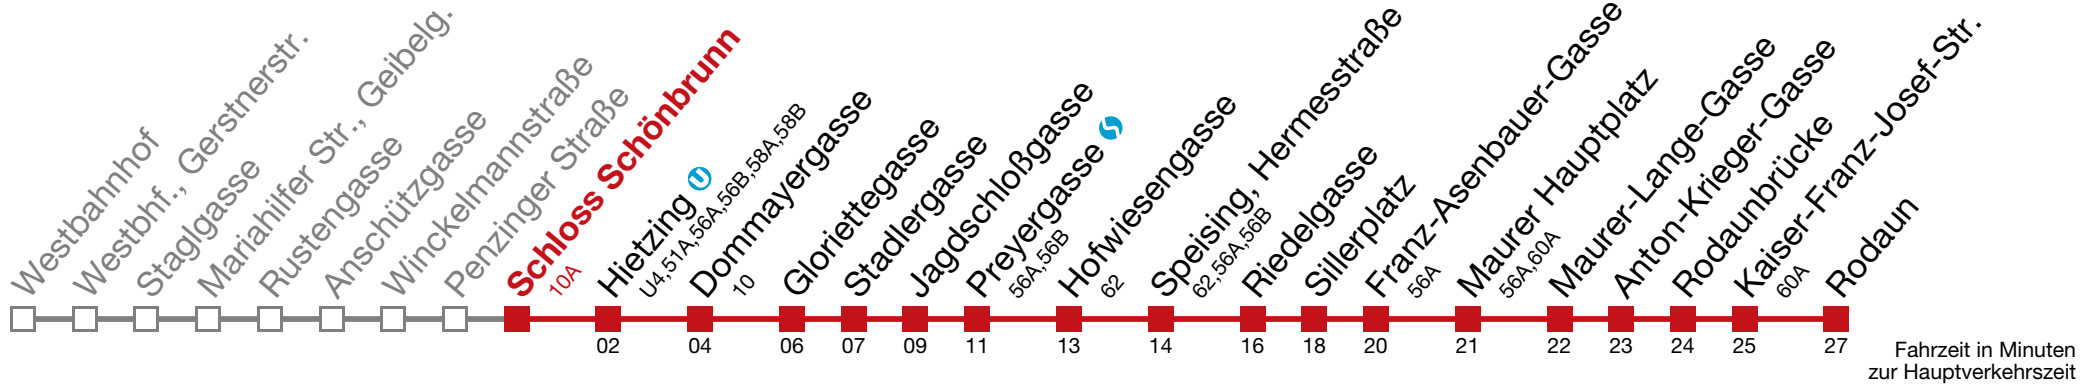 Westbahnhof
Westbhf., Gerstnerstr.
Staglgasse
Mariahilfer Str., Geibelg.
Rustengasse
Anschützgasse
Winckelmannstraße
Penzinger Straße
Schloss Schönbrunn
10A
Hietzing U
U4,51A,56A,56B,58A,58B
Dommayergasse
10
Gloriettegasse
Stadlergasse
Jagdschloßgasse
Preyergasse
56A,56B
Hofwiesengasse
62
Speising, Hermesstraße
62,56A,56B
Riedelgasse
Sillerplatz
Franz-Asenbauer-Gasse
56A
Maurer Hauptplatz
56A,60A
Maurer-Lange-Gasse
Anton-Krieger-Gasse
Rodaunbrücke
Kaiser-Franz-Josef-Str.
60A
Rodaun
02 04 06 07 09 11 13 14 16 18 20 21 22 23 24 25 27
Fahrzeit in Minuten
zur Hauptverkehrszeit